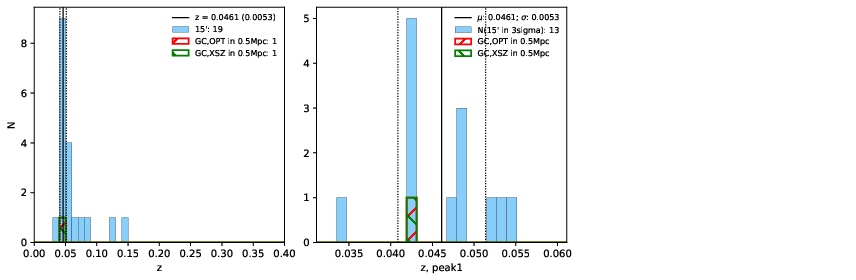 z = 0.0461 (0.0053)
15': 19
GC,OPT in 0.5Mpc: 1
GC,XSZ in 0.5Mpc: 1
N
8
6
4
2
0
0.00 0.05 0.10 0.15 0.20 0.25 0.30 0.35 0.40
z
μ: 0.0461; σ: 0.0053
N(15' in 3sigma): 13
GC,OPT in 0.5Mpc
GC,XSZ in 0.5Mpc
5
4
3
2
1
0
0.035 0.040 0.045 0.050 0.055 0.060
z, peak1